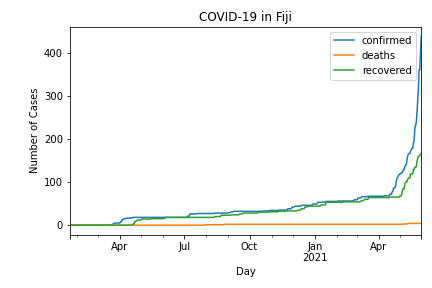 COVID-19 in Fiji
confirmed
deaths
recovered
Number of Cases
400
300
200
100
0
Apr
Jul
Oct
Jan
2021
Apr
Day